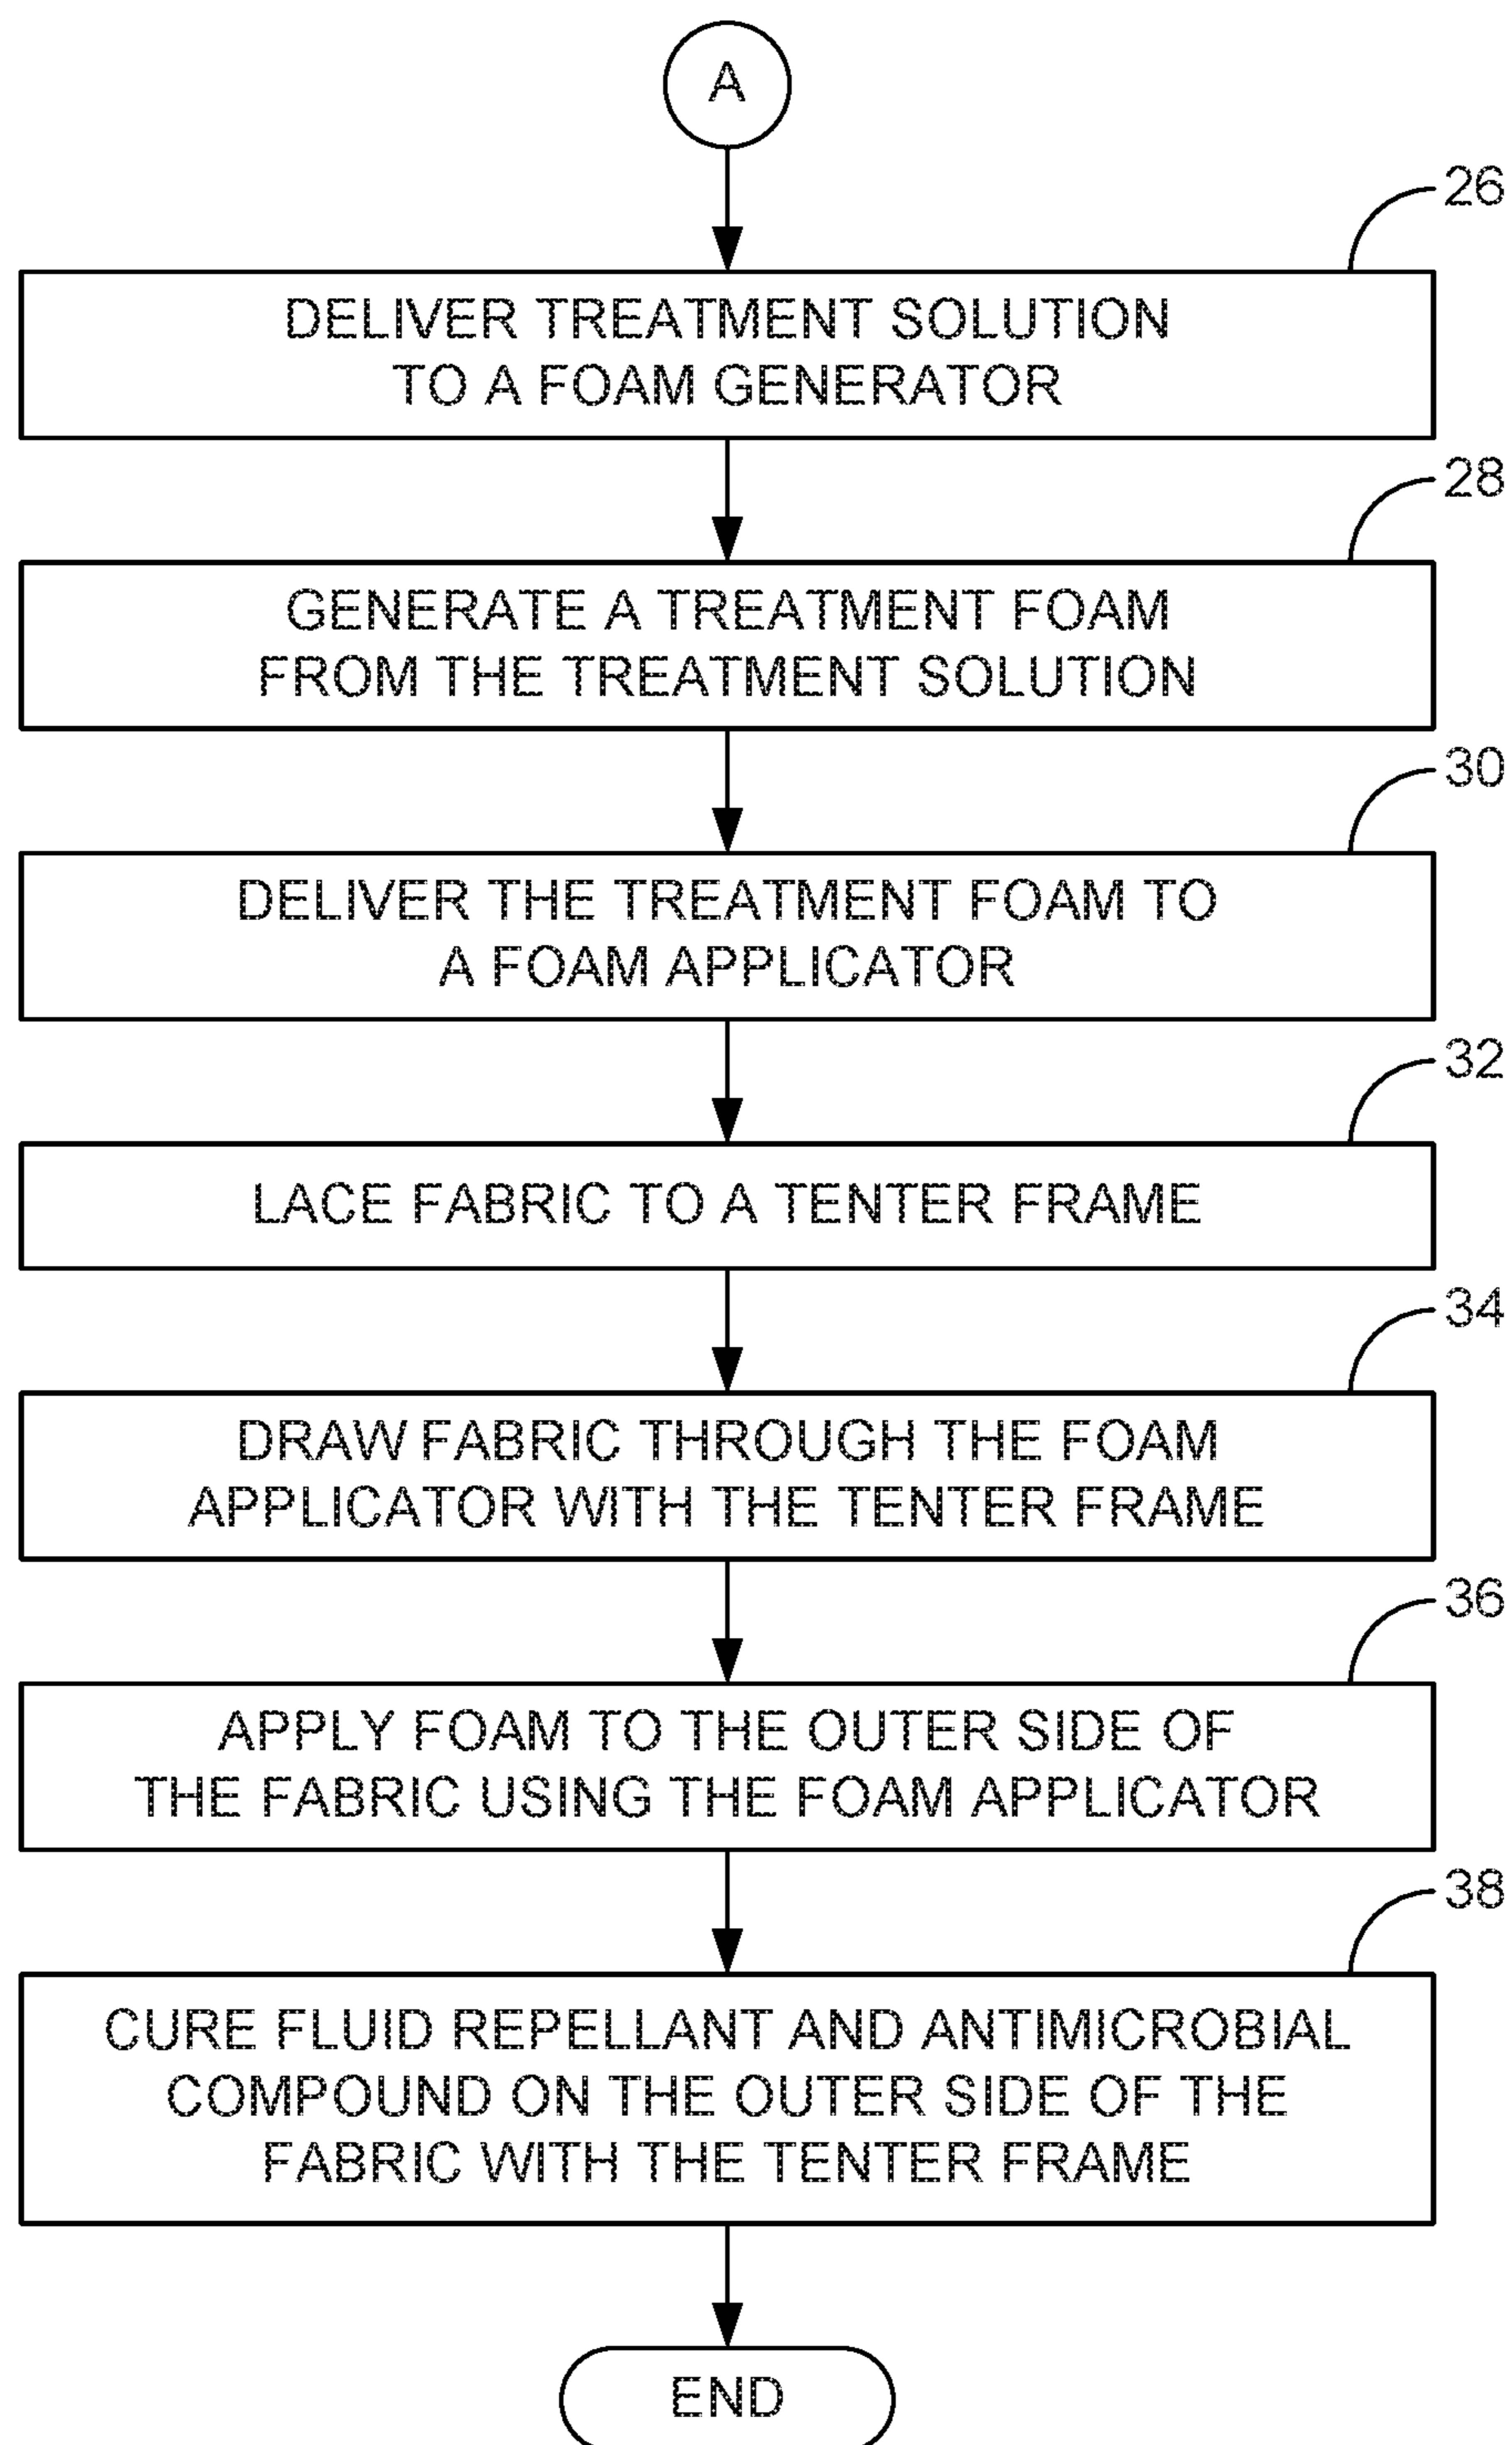 A
26
DELIVER TREATMENT SOLUTION
TO A FOAM GENERATOR
28
GENERATE A TREATMENT FOAM
FROM THE TREATMENT SOLUTION
30
DELIVER THE TREATMENT FOAM TO
A FOAM APPLICATOR
32
LACE FABRIC TO A TENTER FRAME
34
DRAW FABRIC THROUGH THE FOAM
APPLICATOR WITH THE TENTER FRAME
36
APPLY FOAM TO THE OUTER SIDE OF
THE FABRIC USING THE FOAM APPLICATOR
38
CURE FLUID REPELLANT AND ANTIMICROBIAL
COMPOUND ON THE OUTER SIDE OF THE
FABRIC WITH THE TENTER FRAME
END